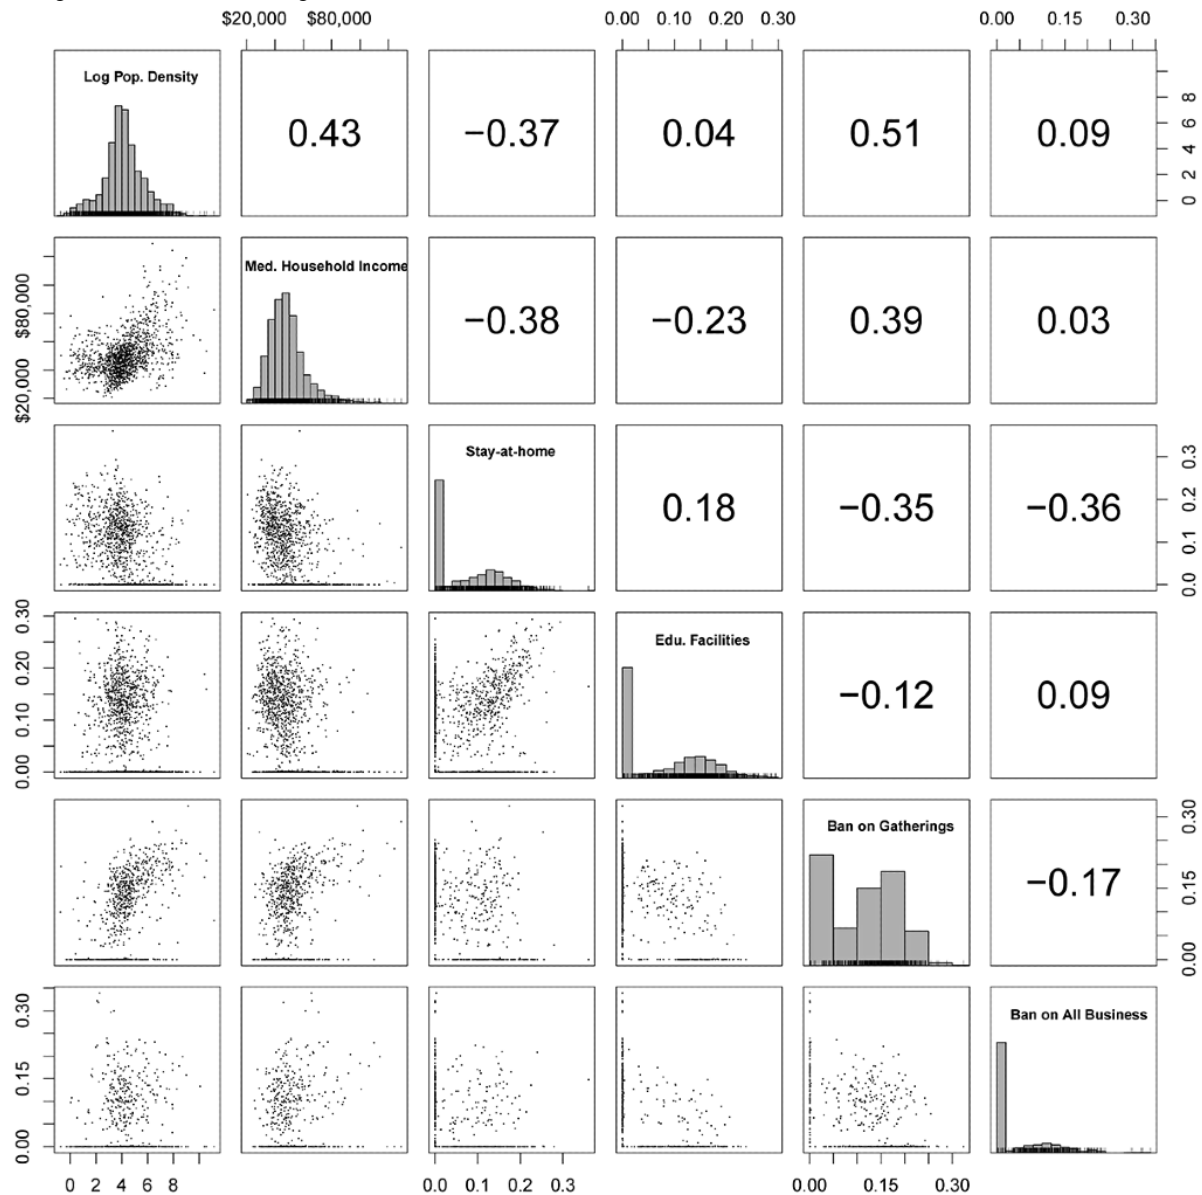 $20,000 $80,000 0.00 0.15 0.30 0.00 0.15 0.30
Log Pop. Density
0.43 −0.37 0.04 0.51 0.09
0 2 4 6 8
Med. Household Income
−0.38 −0.23 0.39 0.03
$20,000 $80,000
Stay-at-home
0.18 −0.35 −0.36
0.0 0.1 0.2 0.3
Edu. Facilities
−0.12 0.09
0.00 0.10 0.20 0.30
Ban on Gatherings
−0.17
0.00 0.15 0.30
Ban on All Business
0.00 0.15 0.30
0 2 4 6 8 0.0 0.1 0.2 0.3 0.00 0.15 0.30